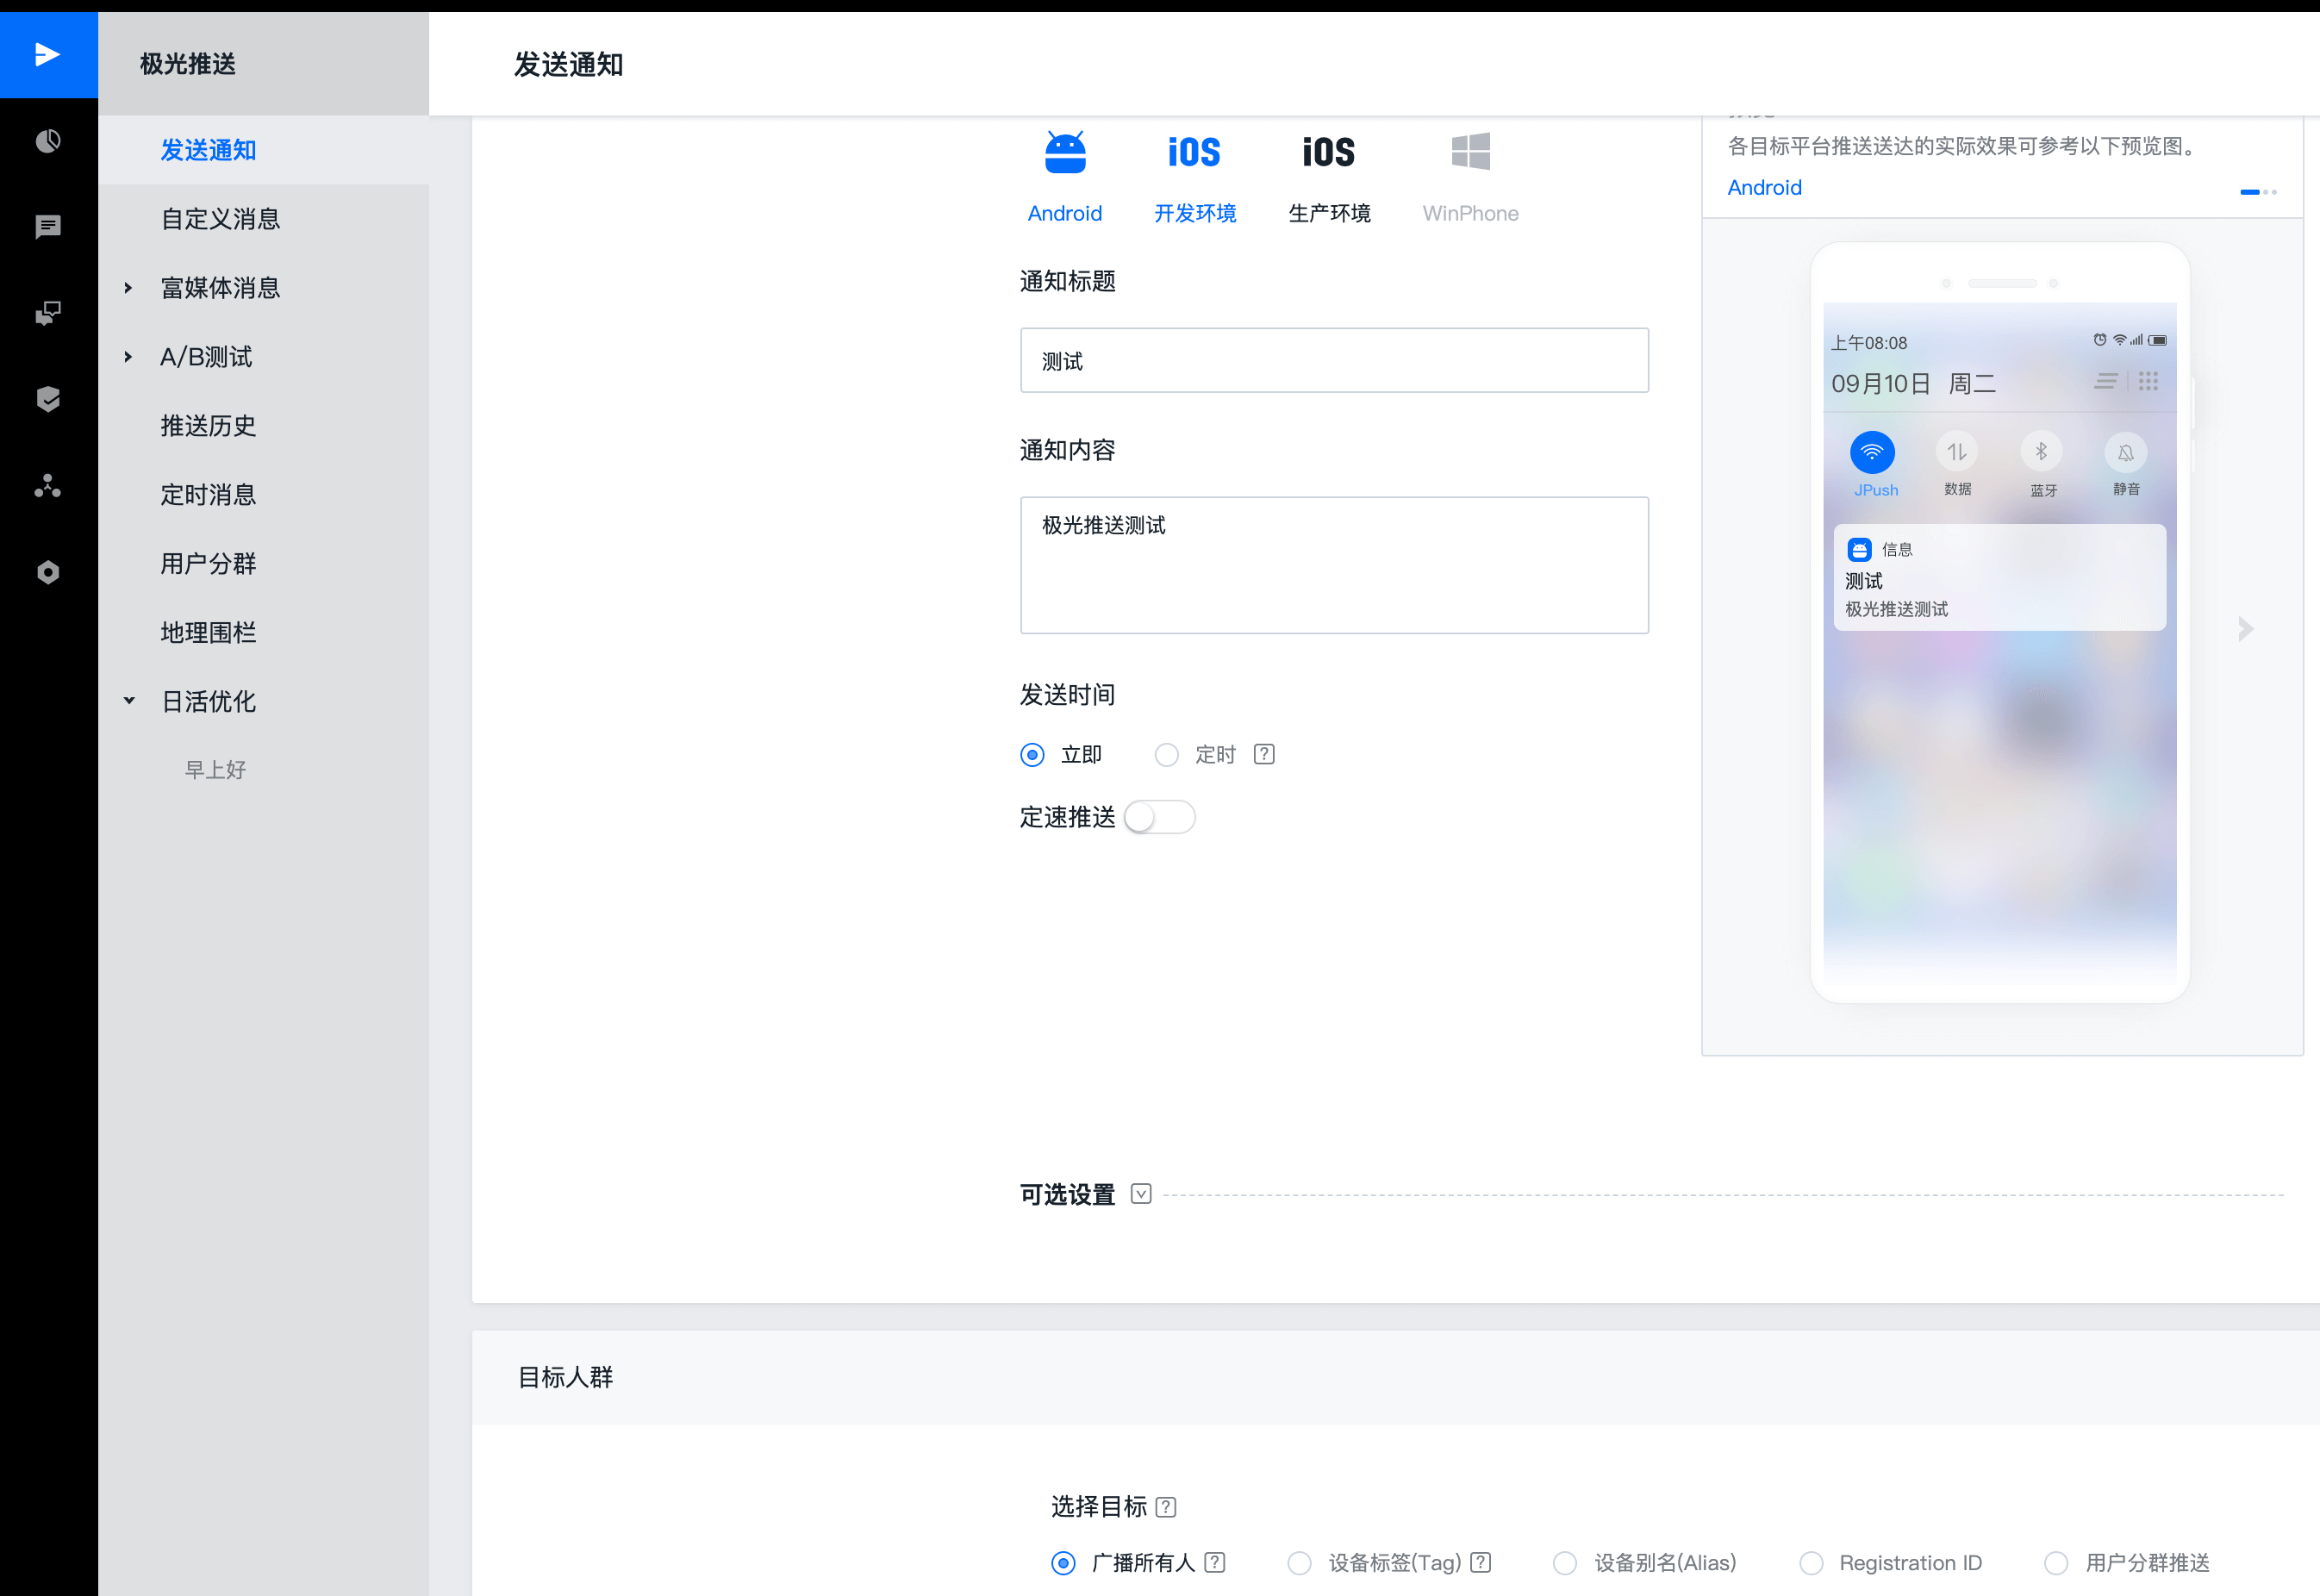 极光推送
发送通知
自定义消息
富媒体消息
A/B测试
推送历史
定时消息
用户分群
地理围栏
日活优化
早上好
发送通知
iOS
iOS
Android
开发环境
生产环境
WinPhone
通知标题
测试
通知内容
极光推送测试
发送时间
立即
定时
定速推送
可选设置
各目标平台推送送达的实际效果可参考以下预览图。
Android
上午08:08
09月10日 周二
JPush
数据
蓝牙
静音
信息
测试
极光推送测试
目标人群
选择目标
广播所有人
设备标签(Tag)
设备别名(Alias)
Registration ID
用户分群推送